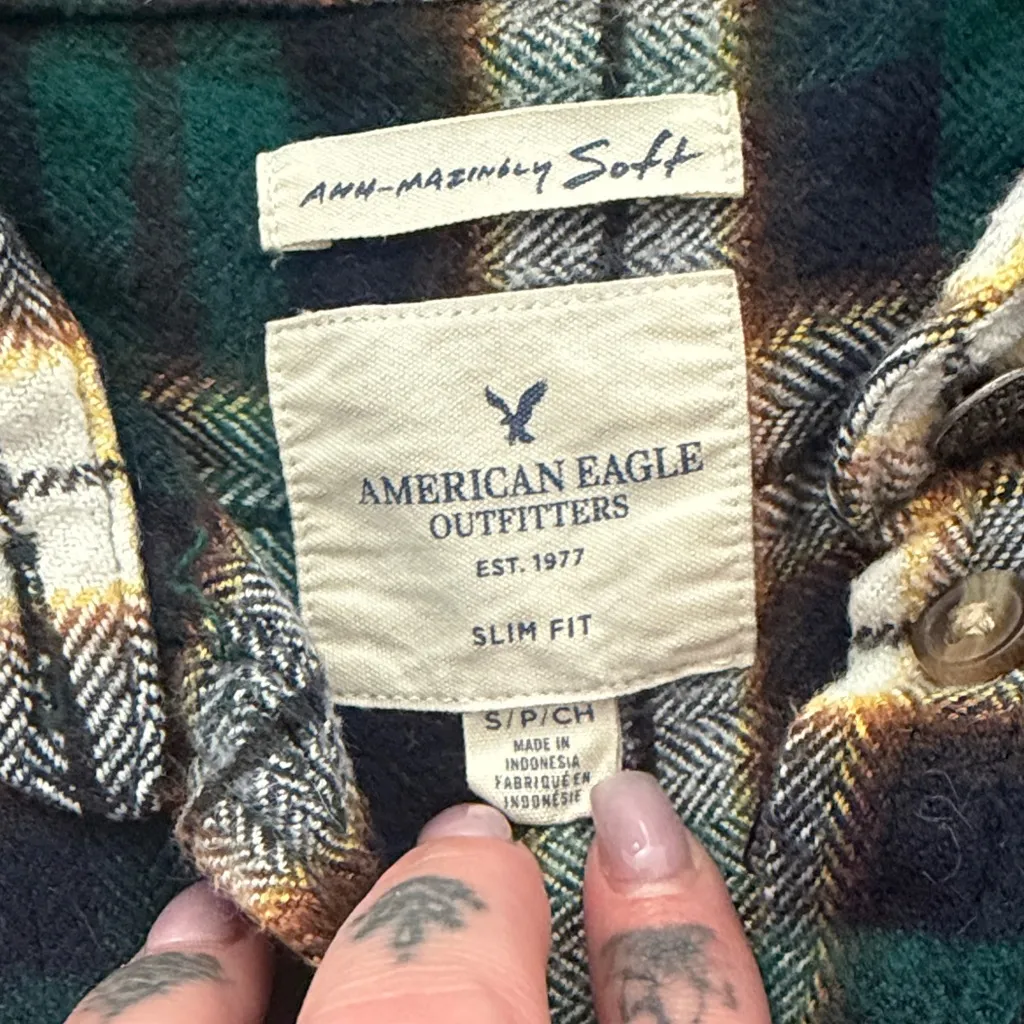 AHH-MAZINGLY Soft
AMERICAN EAGLE
OUTFITTERS
EST. 1977
SLIM FIT
S/P/CH
MADE IN
INDONESIA
FABRIQUÉ EN
INDONÉSIE